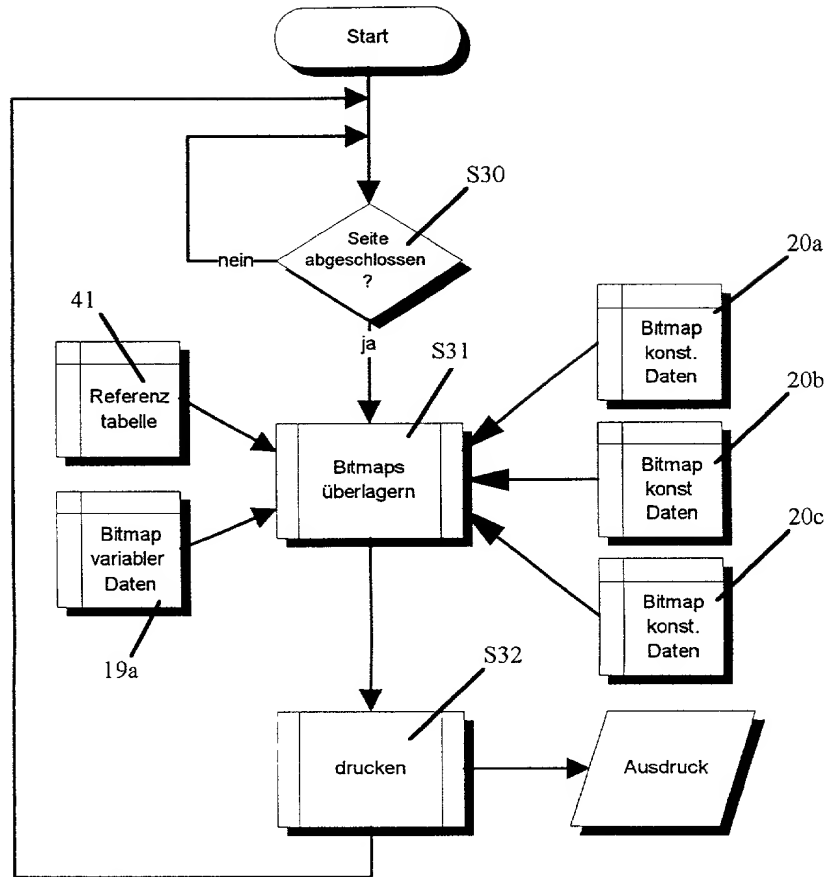 Start
S30
Seite
abgeschlossen
?
nein
ja
41
Referenz
tabelle
S31
Bitmaps
überlagern
20a
Bitmap
konst.
Daten
20b
Bitmap
konst
Daten
20c
Bitmap
konst.
Daten
Bitmap
variabler
Daten
19a
S32
drucken
Ausdruck